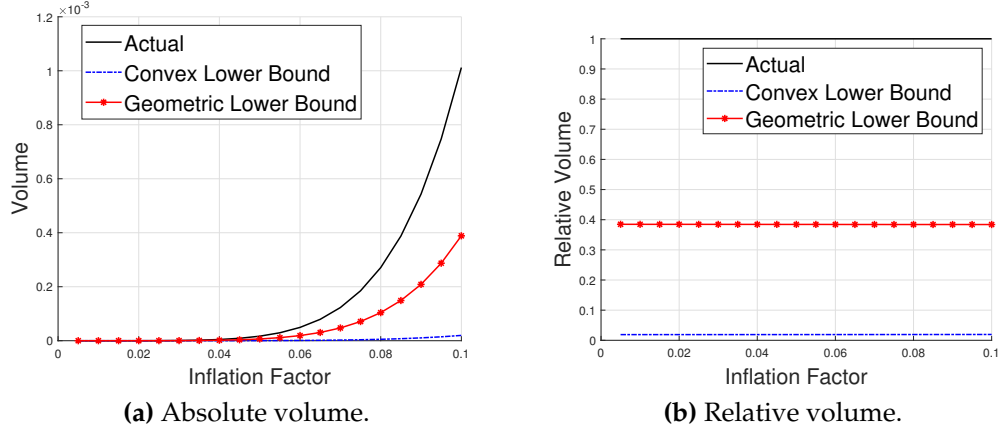 ×10⁻³
1.2
1
0.8
0.6
0.4
0.2
0
Volume
Actual
Convex Lower Bound
Geometric Lower Bound
0 0.02 0.04 0.06 0.08 0.1
Inflation Factor
(a) Absolute volume.
1
0.9
0.8
0.7
0.6
0.5
0.4
0.3
0.2
0.1
0
Relative Volume
Actual
Convex Lower Bound
Geometric Lower Bound
0 0.02 0.04 0.06 0.08 0.1
Inflation Factor
(b) Relative volume.